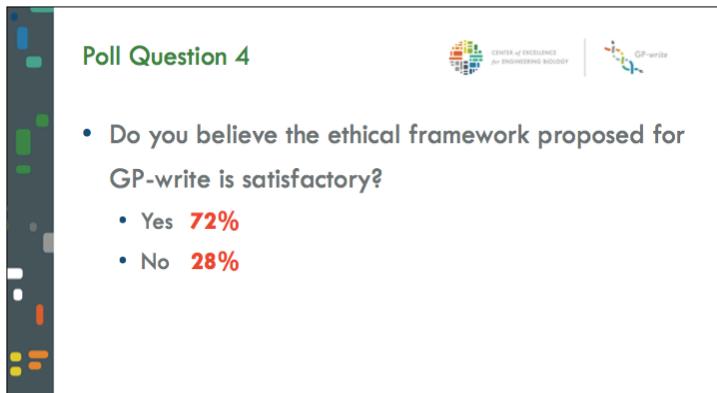 Poll Question 4
CENTER of EXCELLENCE
for ENGINEERING BIOLOGY
GP-write
• Do you believe the ethical framework proposed for
GP-write is satisfactory?
• Yes 72%
• No 28%